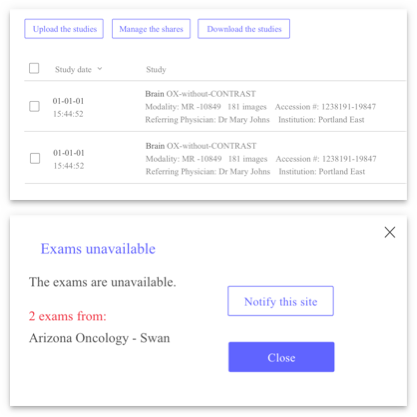 Upload the studies Manage the shares Download the studies
Study date Study
Brain OX-without-CONTRAST
01-01-01
Modality: MR -10849 181 images Accession #: 1238191-19847
15:44:52
Referring Physician: Dr Mary Johns Institution: Portland East
Brain OX-without-CONTRAST
01-01-01
Modality: MR -10849 181 images Accession #: 1238191-19847
15:44:52
Referring Physician: Dr Mary Johns Institution: Portland East
Exams unavailable
The exams are unavailable.
Notify this site
2 exams from:
Arizona Oncology - Swan
Close